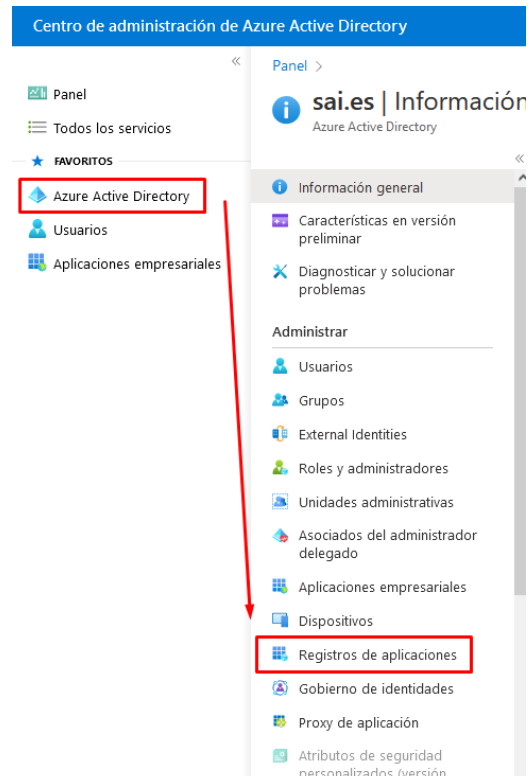 Centro de administración de Azure Active Directory
«
Panel
Todos los servicios
FAVORITOS
Azure Active Directory
Usuarios
Aplicaciones empresariales
Panel >
sai.es | Información
Azure Active Directory
«
Información general
Características en versión
preliminar
Diagnosticar y solucionar
problemas
Administrar
Usuarios
Grupos
External Identities
Roles y administradores
Unidades administrativas
Asociados del administrador
delegado
Aplicaciones empresariales
Dispositivos
Registros de aplicaciones
Gobierno de identidades
Proxy de aplicación
Atributos de seguridad
personalizados (versión